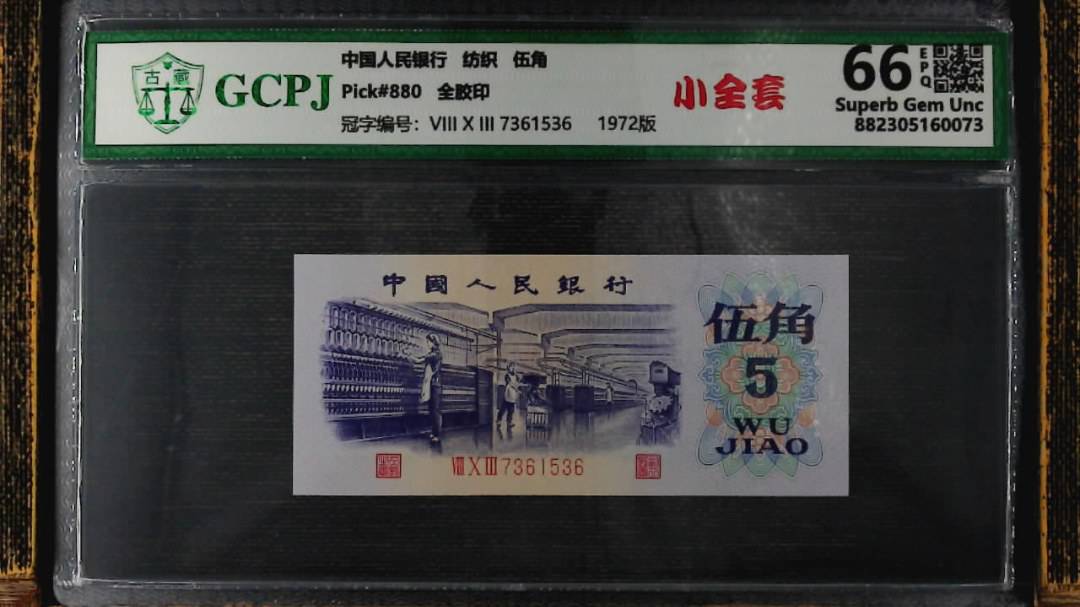 古藏
GCPJ
中国人民银行 纺织 伍角
Pick#880 全胶印
冠字编号: VIII X III 7361536 1972版
小全套
66
EPQ
Superb Gem Unc
882305160073
中國人民銀行
伍角
5
WU
JIAO
VIII X III 7361536